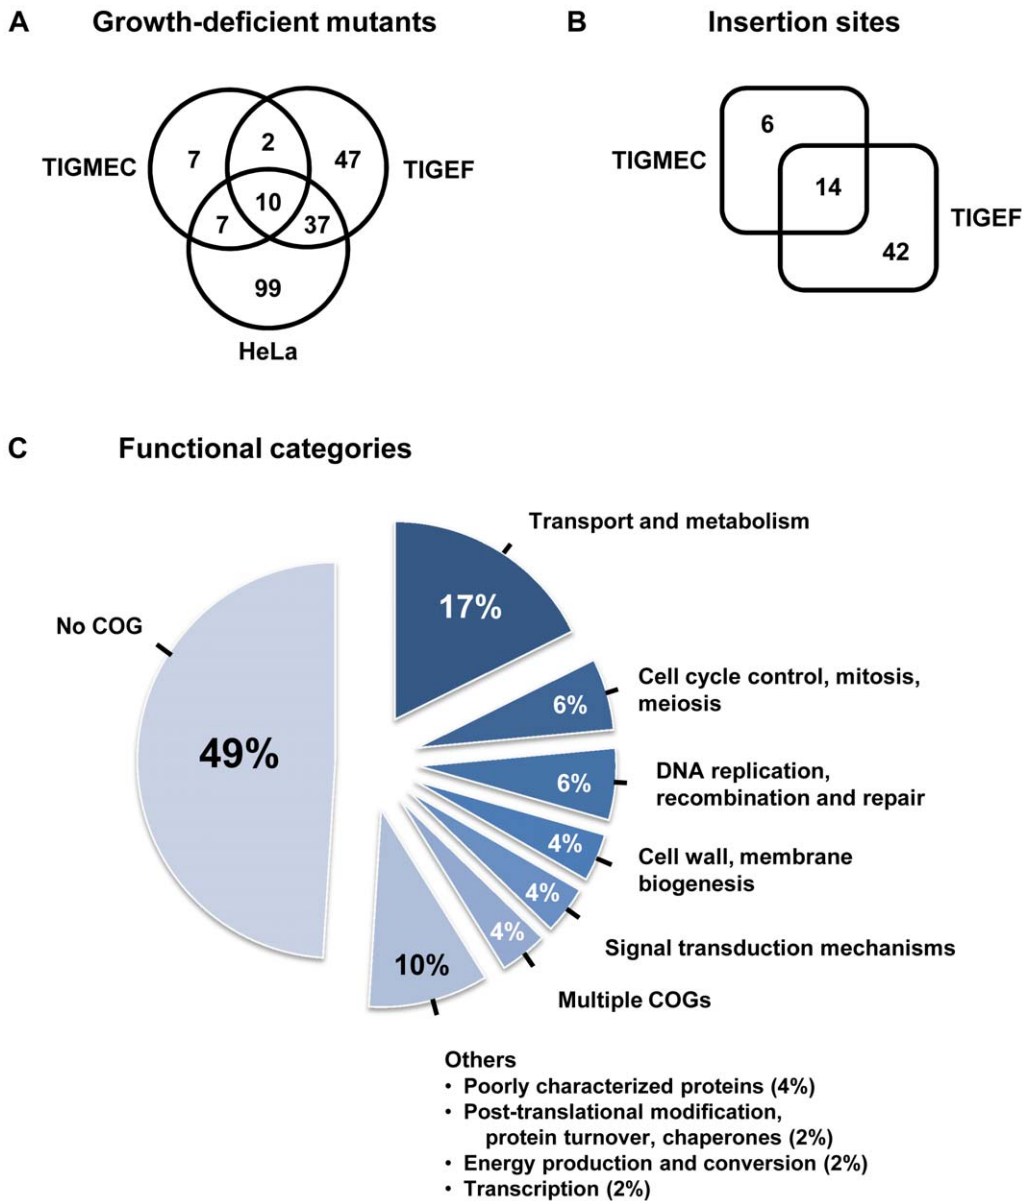 A Growth-deficient mutants
B Insertion sites
TIGMEC
7
2
47
TIGEF
10
7
37
99
HeLa
6
TIGMEC
14
TIGEF
42
C Functional categories
Transport and metabolism
17%
No COG
49%
Cell cycle control, mitosis,
meiosis
6%
DNA replication,
recombination and repair
6%
4%
Cell wall, membrane
biogenesis
4%
Signal transduction mechanisms
4%
Multiple COGs
10%
Others
• Poorly characterized proteins (4%)
• Post-translational modification,
protein turnover, chaperones (2%)
• Energy production and conversion (2%)
• Transcription (2%)